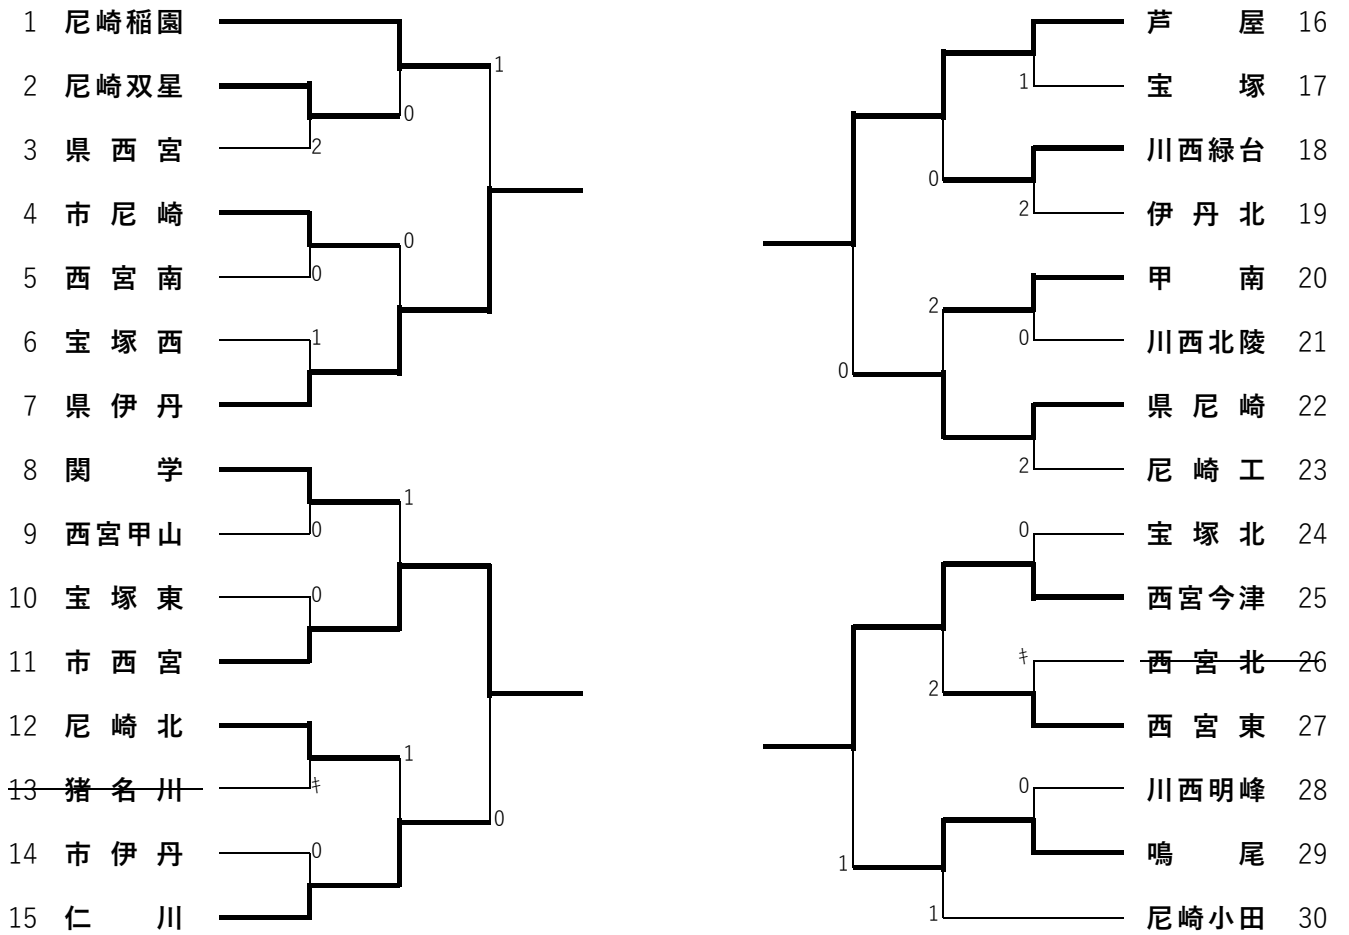 1 尼崎稲園
2 尼崎双星
3 県西宮
4 市尼崎
5 西宮南
6 宝塚西
7 県伊丹
8 関学
9 西宮甲山
10 宝塚東
11 市西宮
12 尼崎北
13 猪名川
14 市伊丹
15 仁川
1
0
2
0
0
1
1
0
0
1
ｷ
0
0
芦屋 16
宝塚 17
川西緑台 18
伊丹北 19
甲南 20
川西北陵 21
県尼崎 22
尼崎工 23
宝塚北 24
西宮今津 25
西宮北 26
西宮東 27
川西明峰 28
鳴尾 29
尼崎小田 30
1
0
2
2
0
0
2
0
ｷ
2
0
1
1